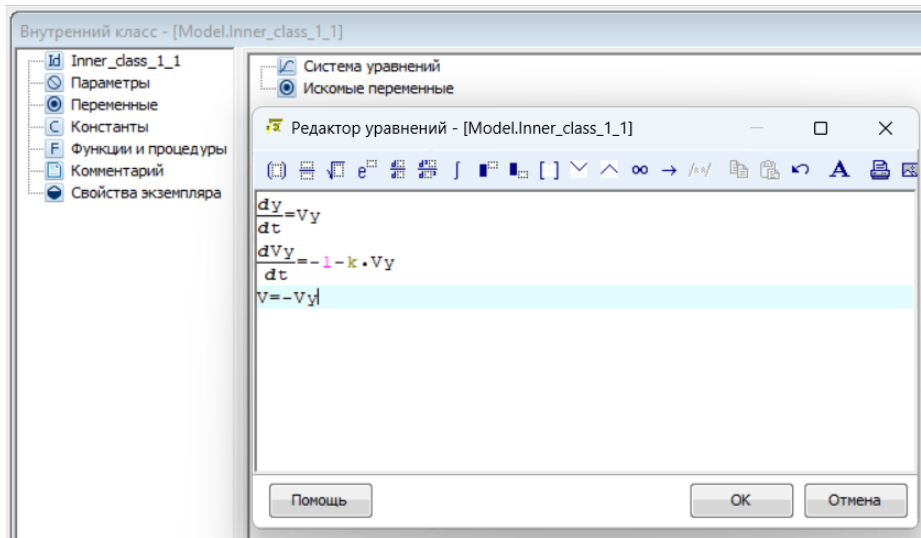 Внутренний класс - [Model.Inner_class_1_1]
Id Inner_class_1_1
Параметры
Переменные
C Константы
F Функции и процедуры
Комментарий
Свойства экземпляра
Система уравнений
Искомые переменные
Редактор уравнений - [Model.Inner_class_1_1]
dy/dt=Vy
dVy/dt=-1-k·Vy
V=-Vy
Помощь
OK
Отмена